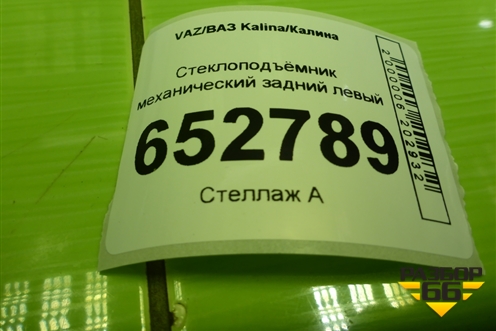 VAZ/ВАЗ Kalina/Калина
Стеклоподъёмник
механический задний левый
652789
Стеллаж А
2000006202932
РАЗБОР
66